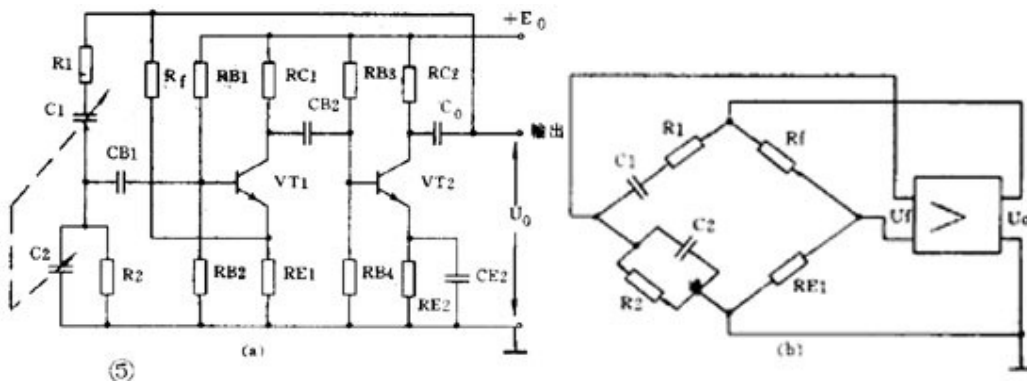 +E₀
R1
Rf
RB1
RC1
RB3
RC2
C1
CB2
C₀
输出
CB1
VT1
VT2
U₀
C2
R2
RB2
RE1
RB4
RE2
CE2
(a)
⑤
R1
Rf
C1
Uf
C2
R2
RE1
(b)